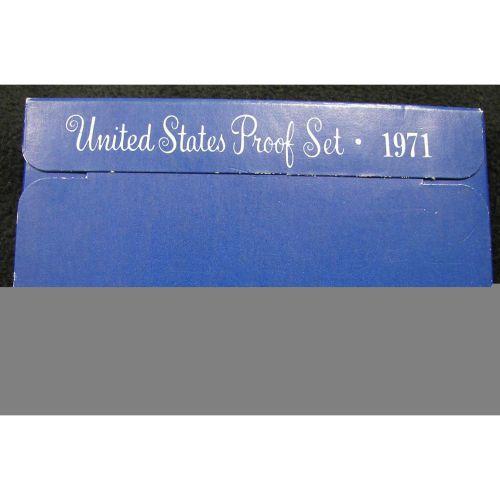 United States Proof Set · 1971